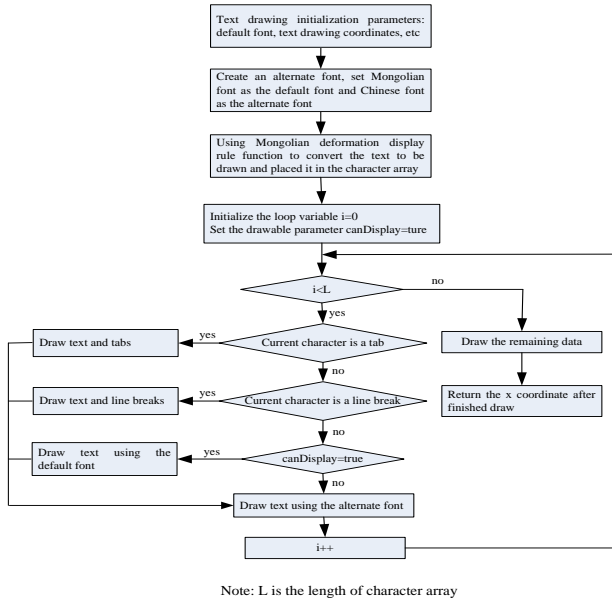 Text drawing initialization parameters:
default font, text drawing coordinates, etc
Create an alternate font, set Mongolian
font as the default font and Chinese font
as the alternate font
Using Mongolian deformation display
rule function to convert the text to be
drawn and placed it in the character array
Initialize the loop variable i=0
Set the drawable parameter canDisplay=ture
i<L
no
yes
Current character is a tab
yes
Draw text and tabs
Draw the remaining data
no
Current character is a line break
yes
Draw text and line breaks
Return the x coordinate after
finished draw
no
canDisplay=true
yes
Draw text using the
default font
no
Draw text using the alternate font
i++
Note: L is the length of character array